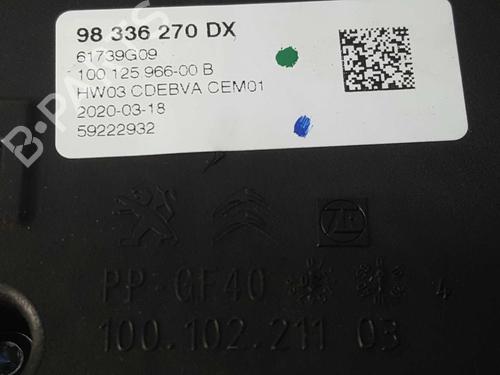 98 336 270 DX
61739G09
100 125 966-00 B
HW03 CDEBVA CEM01
2020-03-18
59222932
ZF
PP-GF40 4
100.102.211 03
B-PARTS